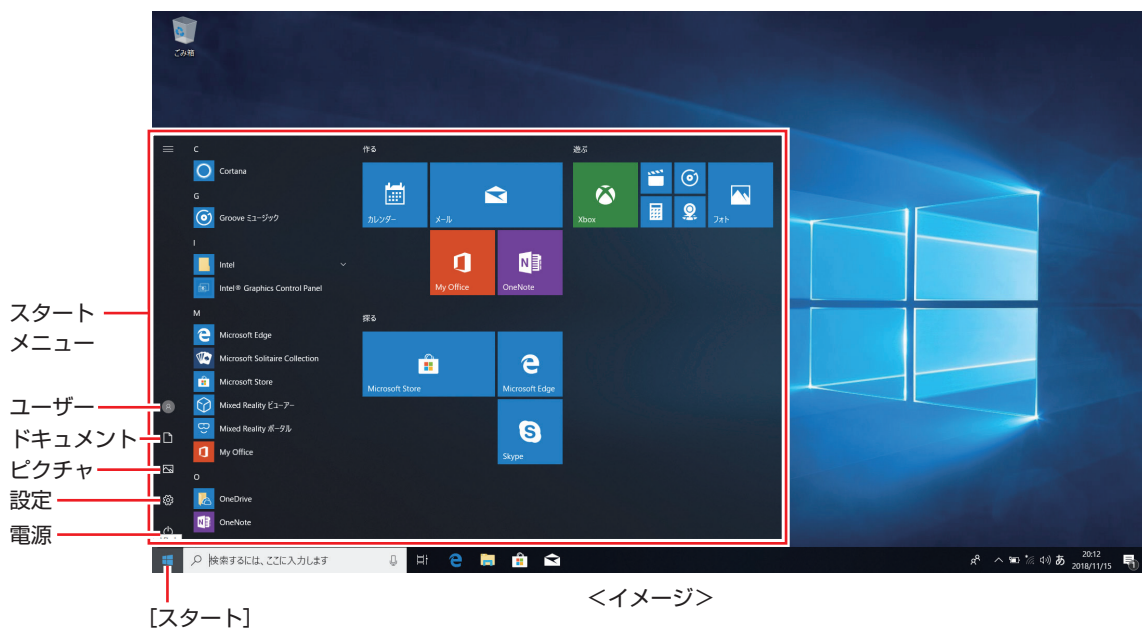 ごみ箱
C
Cortana
G
Groove ミュージック
I
Intel
Intel® Graphics Control Panel
M
Microsoft Edge
Microsoft Solitaire Collection
Microsoft Store
Mixed Reality ビューアー
Mixed Reality ポータル
My Office
O
OneDrive
OneNote
作る
カレンダー
メール
My Office
OneNote
遊ぶ
Xbox
フォト
探る
Microsoft Store
Microsoft Edge
Skype
スタート
メニュー
ユーザー
ドキュメント
ピクチャ
設定
電源
検索するには、ここに入力します
あ
20:12
2018/11/15
1
[スタート]
＜イメージ＞